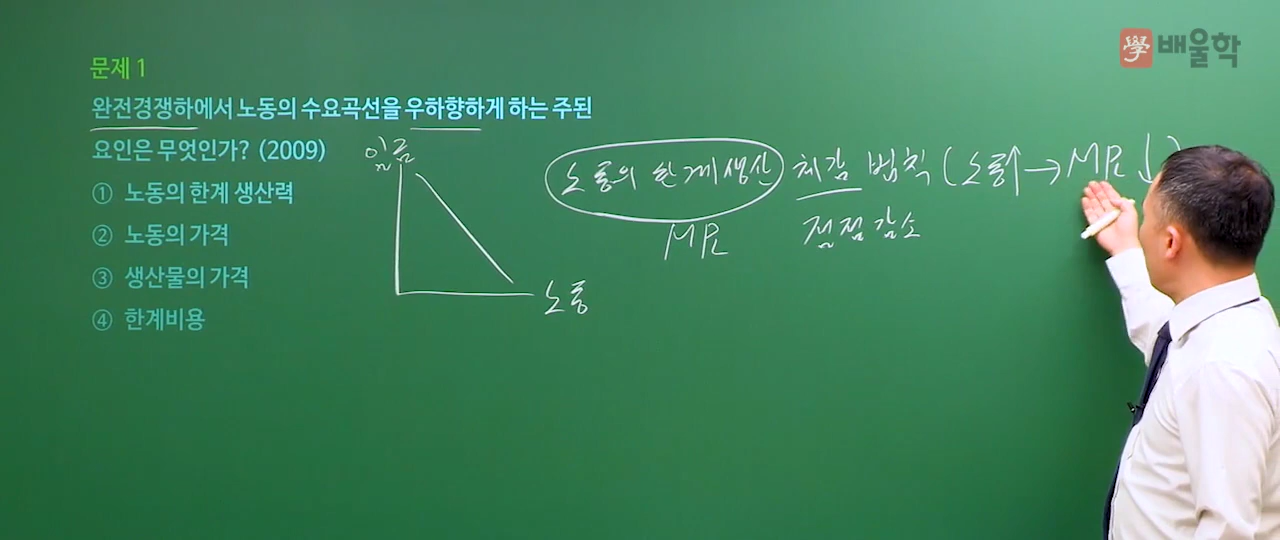 學 배울학
문제 1
완전경쟁하에서 노동의 수요곡선을 우하향하게 하는 주된
요인은 무엇인가? (2009)
① 노동의 한계 생산력
② 노동의 가격
③ 생산물의 가격
④ 한계비용
임금
노동
노동의 한계생산 체감 법칙 (노동↑ → MPL ↓)
MPL
점점 감소